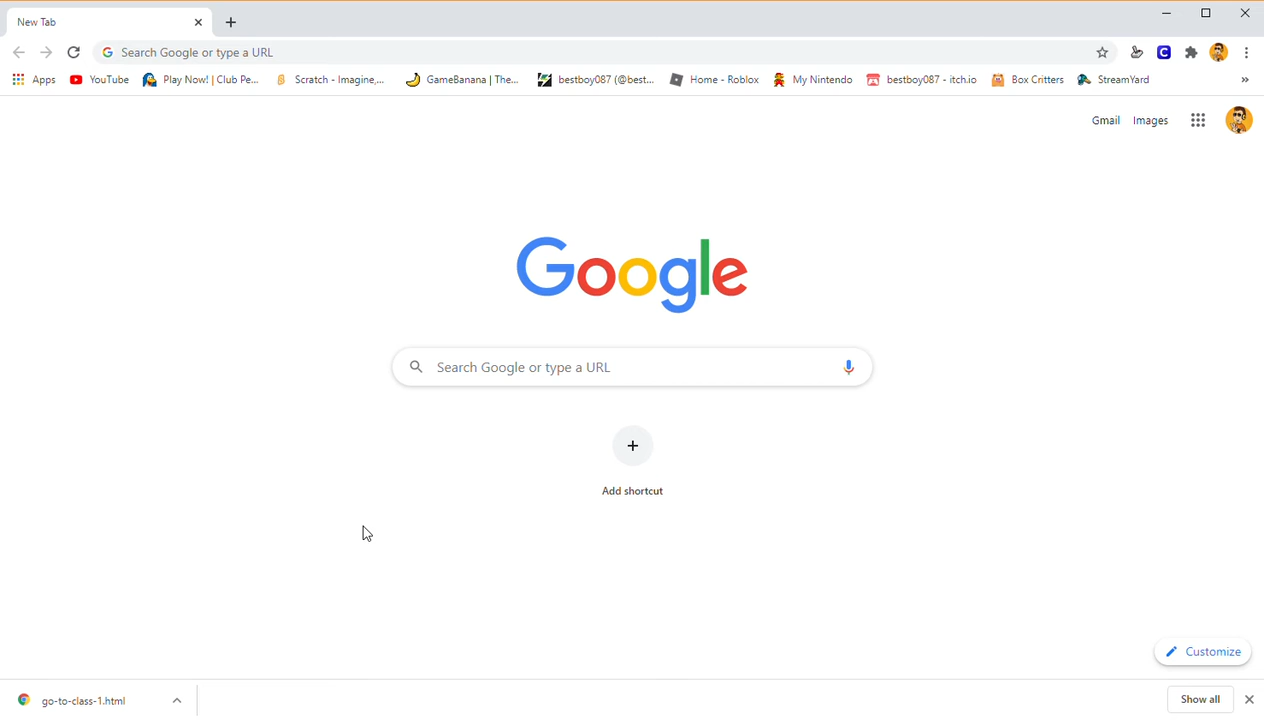 New Tab
Search Google or type a URL
Apps YouTube Play Now! | Club Pe... Scratch - Imagine,... GameBanana | The... bestboy087 (@best... Home - Roblox My Nintendo bestboy087 - itch.io Box Critters StreamYard »
Gmail Images
Google
Search Google or type a URL
Add shortcut
Customize
go-to-class-1.html Show all